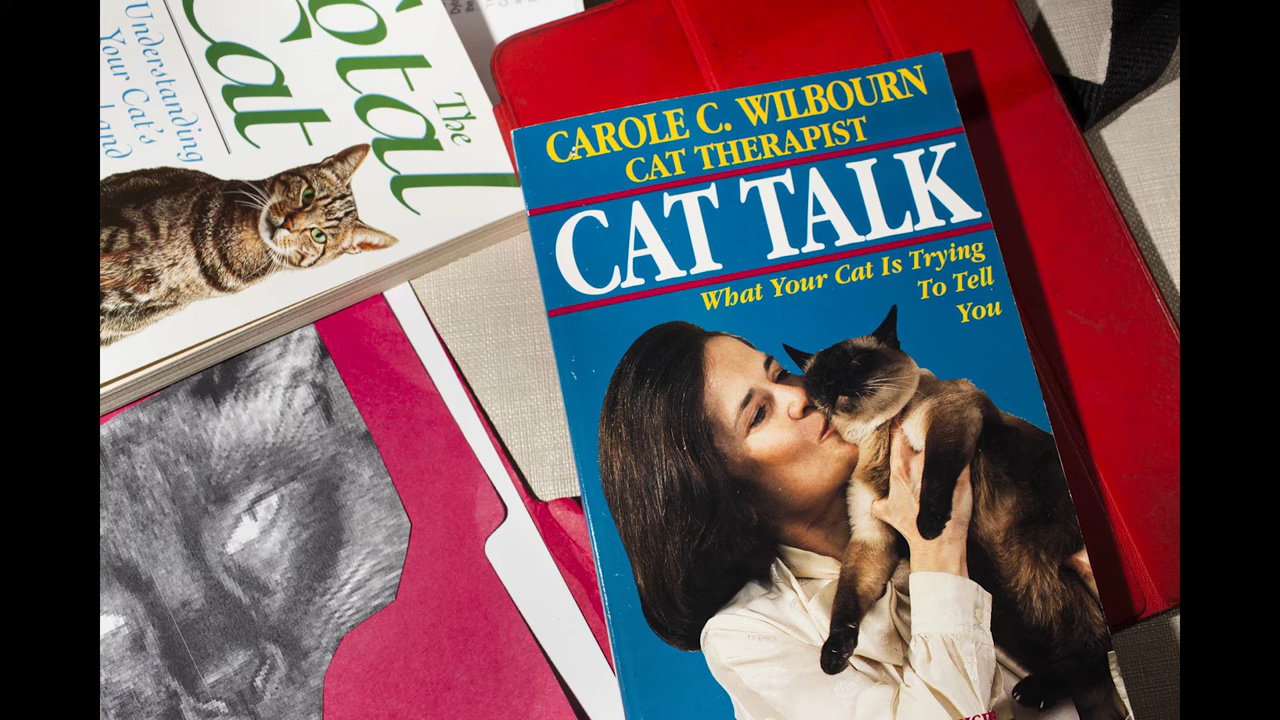 The
Total
Cat
Understanding
Your Cat's
CAROLE C. WILBOURN
CAT THERAPIST
CAT TALK
What Your Cat Is Trying
To Tell
You